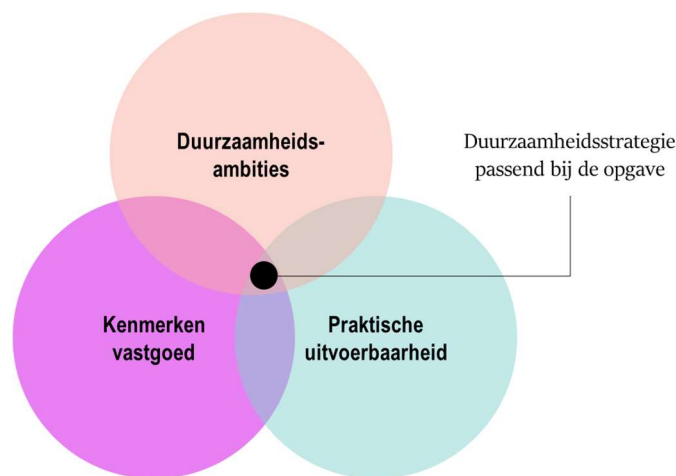 Duurzaamheids-
ambities
Duurzaamheidsstrategie
passend bij de opgave
Kenmerken
vastgoed
Praktische
uitvoerbaarheid